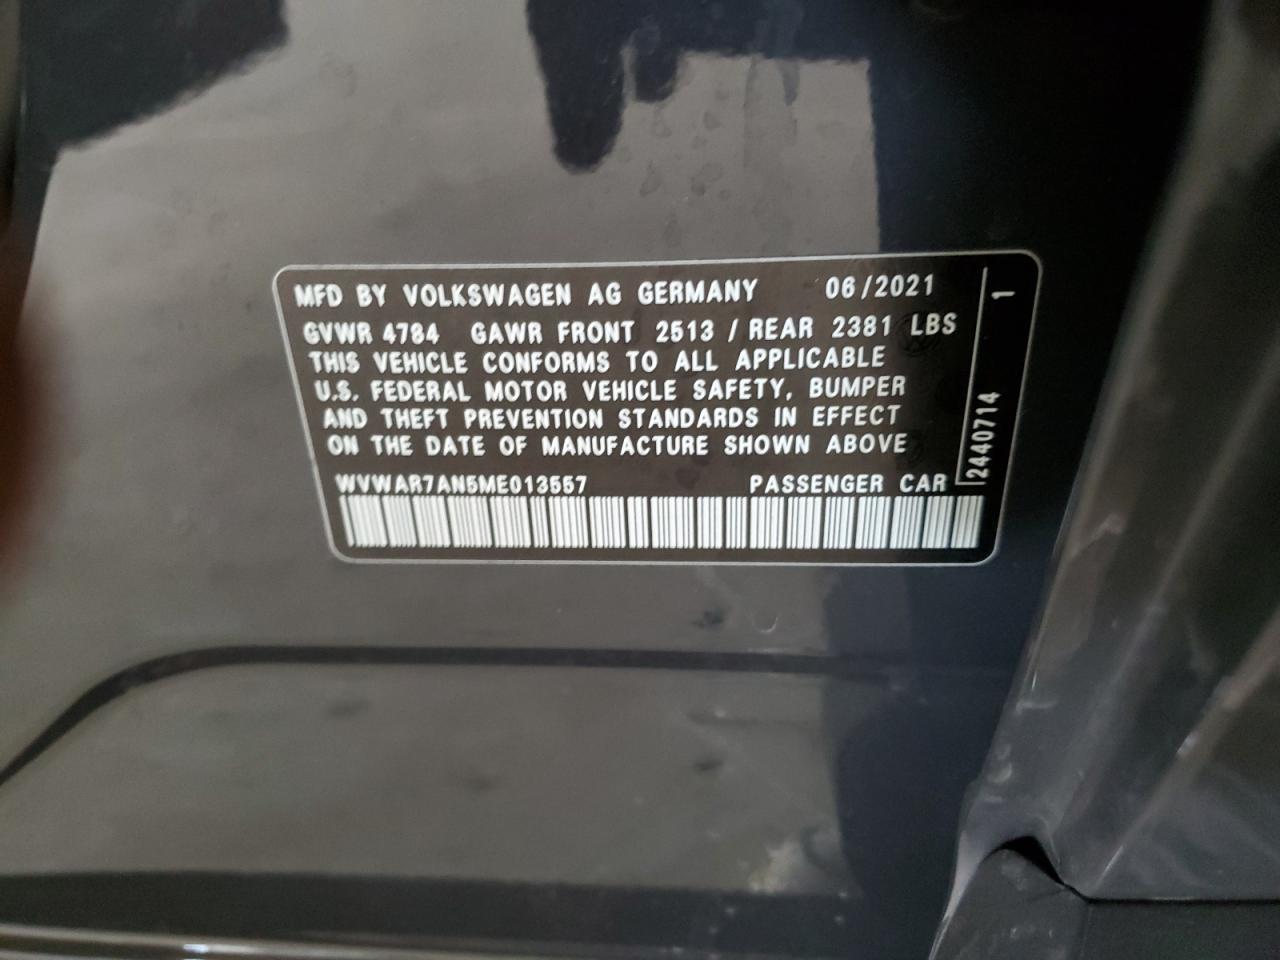 MFD BY VOLKSWAGEN AG GERMANY 06/2021
GVWR 4784 GAWR FRONT 2513 / REAR 2381 LBS
THIS VEHICLE CONFORMS TO ALL APPLICABLE
U.S. FEDERAL MOTOR VEHICLE SAFETY, BUMPER
AND THEFT PREVENTION STANDARDS IN EFFECT
ON THE DATE OF MANUFACTURE SHOWN ABOVE
WVWAR7AN5ME013557 PASSENGER CAR
2440714 1